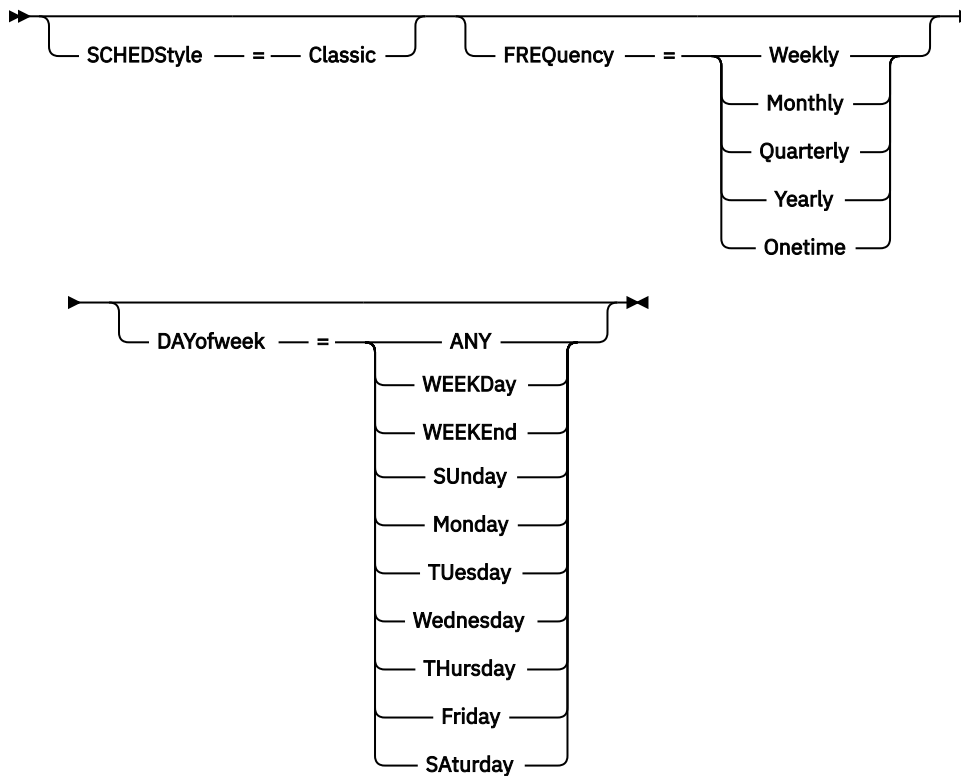 SCHEDStyle = Classic FREQuency = Weekly
Monthly
Quarterly
Yearly
Onetime
DAYofweek = ANY
WEEKDay
WEEKEnd
SUnday
Monday
TUesday
Wednesday
THursday
Friday
SAturday